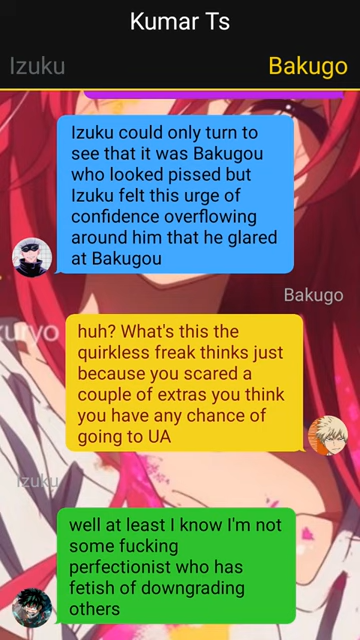 Kumar Ts
Izuku
Bakugo
Izuku could only turn to
see that it was Bakugou
who looked pissed but
Izuku felt this urge of
confidence overflowing
around him that he glared
at Bakugou
Bakugo
kuryo
huh? What's this the
quirkless freak thinks just
because you scared a
couple of extras you think
you have any chance of
going to UA
Izuku
well at least I know I'm not
some fucking
perfectionist who has
fetish of downgrading
others